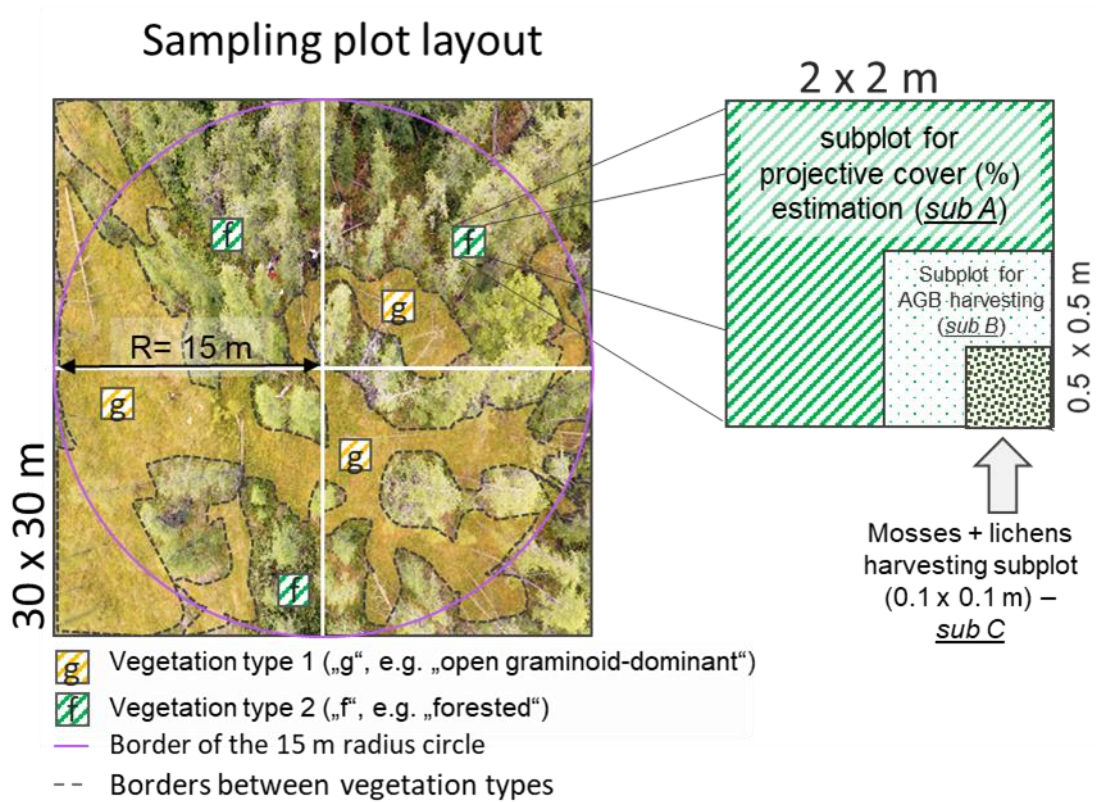 Sampling plot layout
2 x 2 m
subplot for
projective cover (%)
estimation (sub A)
Subplot for
AGB harvesting
(sub B)
0.5 x 0.5 m
f
f
g
R= 15 m
g
g
f
30 x 30 m
Mosses + lichens
harvesting subplot
(0.1 x 0.1 m) –
sub C
g Vegetation type 1 („g“, e.g. „open graminoid-dominant“)
f Vegetation type 2 („f“, e.g. „forested“)
Border of the 15 m radius circle
Borders between vegetation types